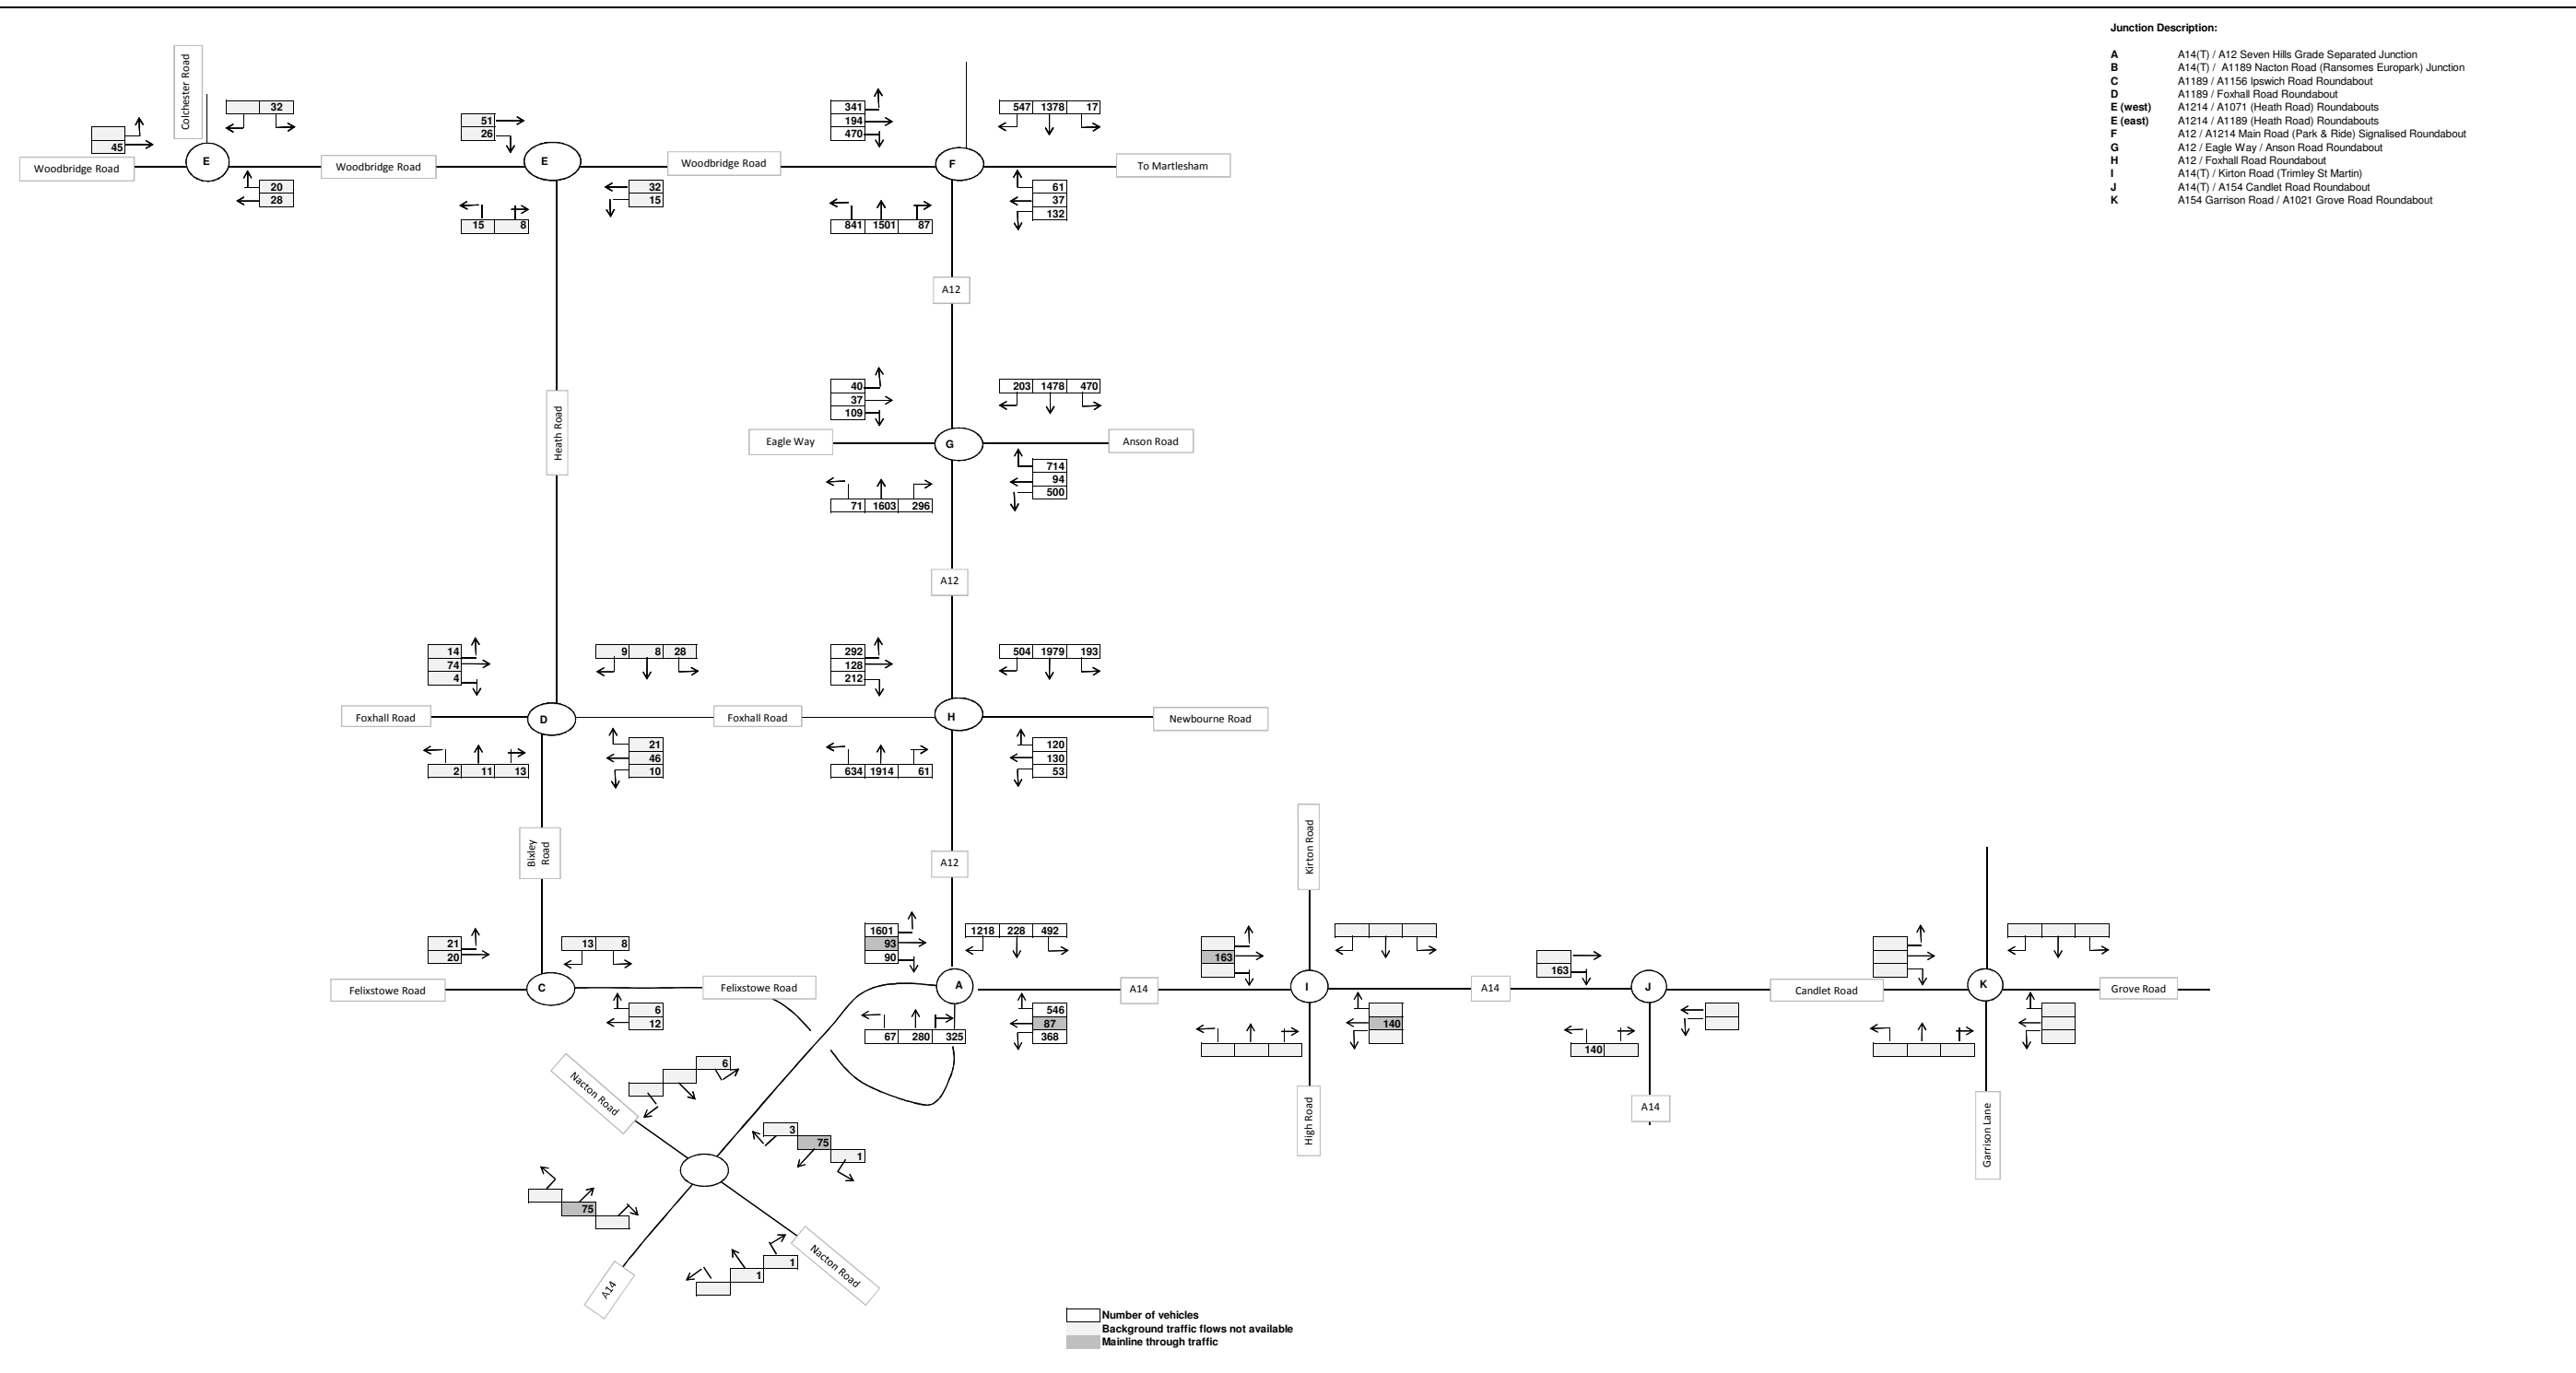 Junction Description:
A A14(T) / A12 Seven Hills Grade Separated Junction
B A14(T) / A1189 Nacton Road (Ransomes Europark) Junction
C A1189 / A1156 Ipswich Road Roundabout
D A1189 / Foxhall Road Roundabout
E (west) A1214 / A1071 (Heath Road) Roundabouts
E (east) A1214 / A1189 (Heath Road) Roundabouts
F A12 / A1214 Main Road (Park & Ride) Signalised Roundabout
G A12 / Eagle Way / Anson Road Roundabout
H A12 / Foxhall Road Roundabout
I A14(T) / Kirton Road (Trimley St Martin)
J A14(T) / A154 Candlet Road Roundabout
K A154 Garrison Road / A1021 Grove Road Roundabout
Colchester Road
32
45
Woodbridge Road
E
20
28
Woodbridge Road
51
26
E
15 8
32
15
Woodbridge Road
341
194
470
547 1378 17
F
To Martlesham
841 1501 87
61
37
132
A12
Heath Road
40
37
109
203 1478 470
Eagle Way
G
Anson Road
71 1603 296
714
94
500
A12
14
74
4
9 8 28
Foxhall Road
D
Foxhall Road
2 11 13
21
46
10
292
128
212
504 1979 193
H
Newbourne Road
634 1914 61
120
130
53
Bixley
Road
A12
21
20
13 8
Felixstowe Road
C
Felixstowe Road
6
12
1601
93
90
1218 228 492
A
67 280 325
546
87
368
A14
Kirton Road
163
I
140
High Road
A14
163
J
140
A14
Candlet Road
K
Grove Road
Garrison Lane
Nacton Road
6
3
75
1
75
1
1
A14
Nacton Road
Number of vehicles
Background traffic flows not available
Mainline through traffic